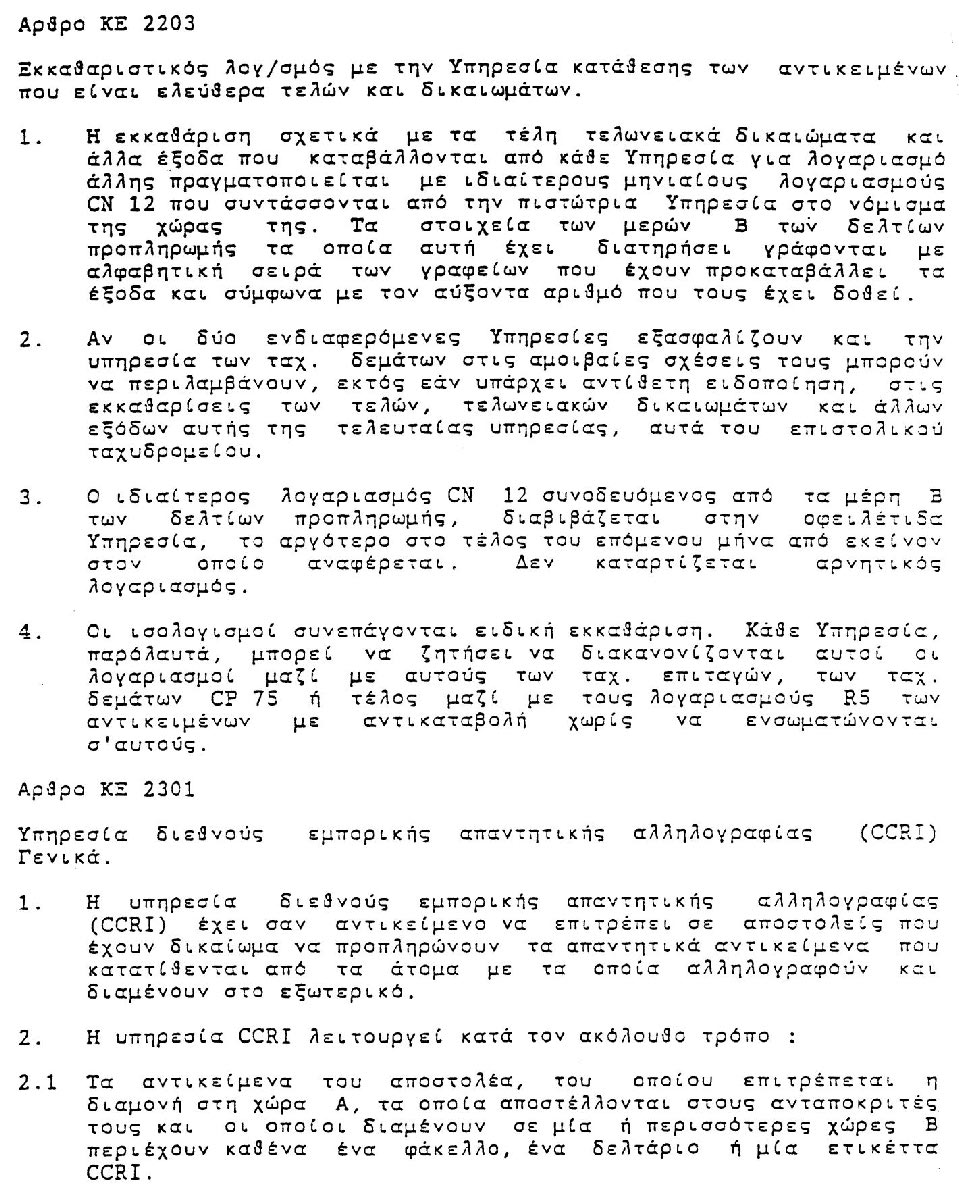 Αρθρο ΚΕ 2203
Εκκαθαριστικός λογ/σμός με την Υπηρεσία κατάθεσης των αντικειμένων
που είναι ελεύθερα τελών και δικαιωμάτων.
1. Η εκκαθάριση σχετικά με τα τέλη τελωνειακά δικαιώματα και
άλλα έξοδα που καταβάλλονται από κάθε Υπηρεσία για λογαριασμό
άλλης πραγματοποιείται με ιδιαίτερους μηνιαίους λογαριασμούς
CN 12 που συντάσσονται από την πιστώτρια Υπηρεσία στο νόμισμα
της χώρας της. Τα στοιχεία των μερών Β των δελτίων
προπληρωμής τα οποία αυτή έχει διατηρήσει γράφονται με
αλφαβητική σειρά των γραφείων που έχουν προκαταβάλλει τα
έξοδα και σύμφωνα με τον αύξοντα αριθμό που τους έχει δοθεί.
2. Αν οι δύο ενδιαφερόμενες Υπηρεσίες εξασφαλίζουν και την
υπηρεσία των ταχ. δεμάτων στις αμοιβαίες σχέσεις τους μπορούν
να περιλαμβάνουν, εκτός εάν υπάρχει αντίθετη ειδοποίηση, στις
εκκαθαρίσεις των τελών, τελωνειακών δικαιωμάτων και άλλων
εξόδων αυτής της τελευταίας υπηρεσίας, αυτά του επιστολικού
ταχυδρομείου.
3. Ο ιδιαίτερος λογαριασμός CN 12 συνοδευόμενος από τα μέρη Β
των δελτίων προπληρωμής, διαβιβάζεται στην οφειλέτιδα
Υπηρεσία, το αργότερο στο τέλος του επόμενου μήνα από εκείνον
στον οποίο αναφέρεται. Δεν καταρτίζεται αρνητικός
λογαριασμός.
4. Οι ισολογισμοί συνεπάγονται ειδική εκκαθάριση. Κάθε Υπηρεσία,
παρόλαυτά, μπορεί να ζητήσει να διακανονίζονται αυτοί οι
λογαριασμοί μαζί με αυτούς των ταχ. επιταγών, των ταχ.
δεμάτων CP 75 ή τέλος μαζί με τους λογαριασμούς R5 των
αντικειμένων με αντικαταβολή χωρίς να ενσωματώνονται
σ'αυτούς.
Αρθρο ΚΕ 2301
Υπηρεσία διεθνούς εμπορικής απαντητικής αλληλογραφίας (CCRI)
Γενικά.
1. Η υπηρεσία διεθνούς εμπορικής απαντητικής αλληλογραφίας
(CCRI) έχει σαν αντικείμενο να επιτρέπει σε αποστολείς που
έχουν δικαίωμα να προπληρώνουν τα απαντητικά αντικείμενα που
κατατίθενται από τα άτομα με τα οποία αλληλογραφούν και
διαμένουν στο εξωτερικό.
2. Η υπηρεσία CCRI λειτουργεί κατά τον ακόλουθο τρόπο :
2.1 Τα αντικείμενα του αποστολέα, του οποίου επιτρέπεται η
διαμονή στη χώρα Α, τα οποία αποστέλλονται στους ανταποκριτές
τους και οι οποίοι διαμένουν σε μία ή περισσότερες χώρες Β
περιέχουν καθένα ένα φάκελλο, ένα δελτάριο ή μία ετικέττα
CCRI.